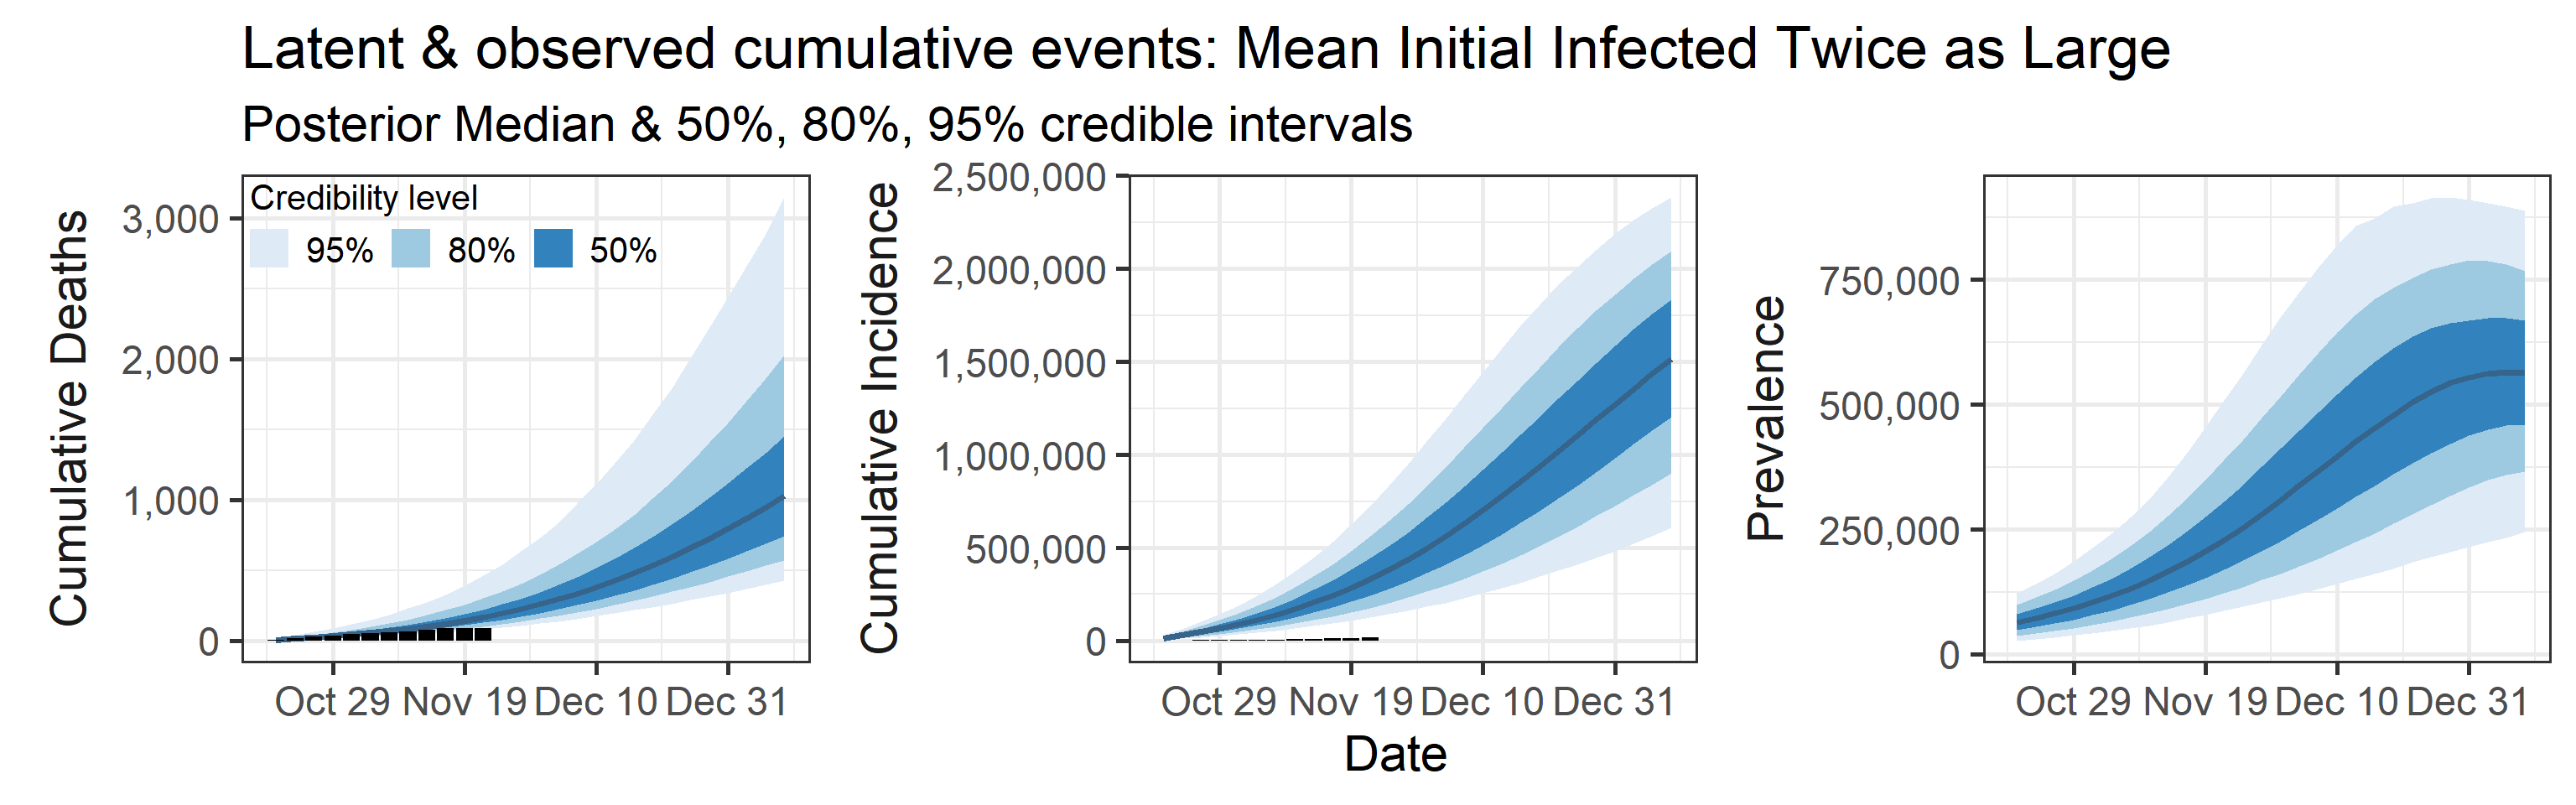 Latent & observed cumulative events: Mean Initial Infected Twice as Large
Posterior Median & 50%, 80%, 95% credible intervals
Cumulative Deaths
3,000
2,000
1,000
0
Credibility level
95% 80% 50%
Oct 29 Nov 19 Dec 10 Dec 31
Cumulative Incidence
2,500,000
2,000,000
1,500,000
1,000,000
500,000
0
Oct 29 Nov 19 Dec 10 Dec 31
Prevalence
750,000
500,000
250,000
0
Oct 29 Nov 19 Dec 10 Dec 31
Date